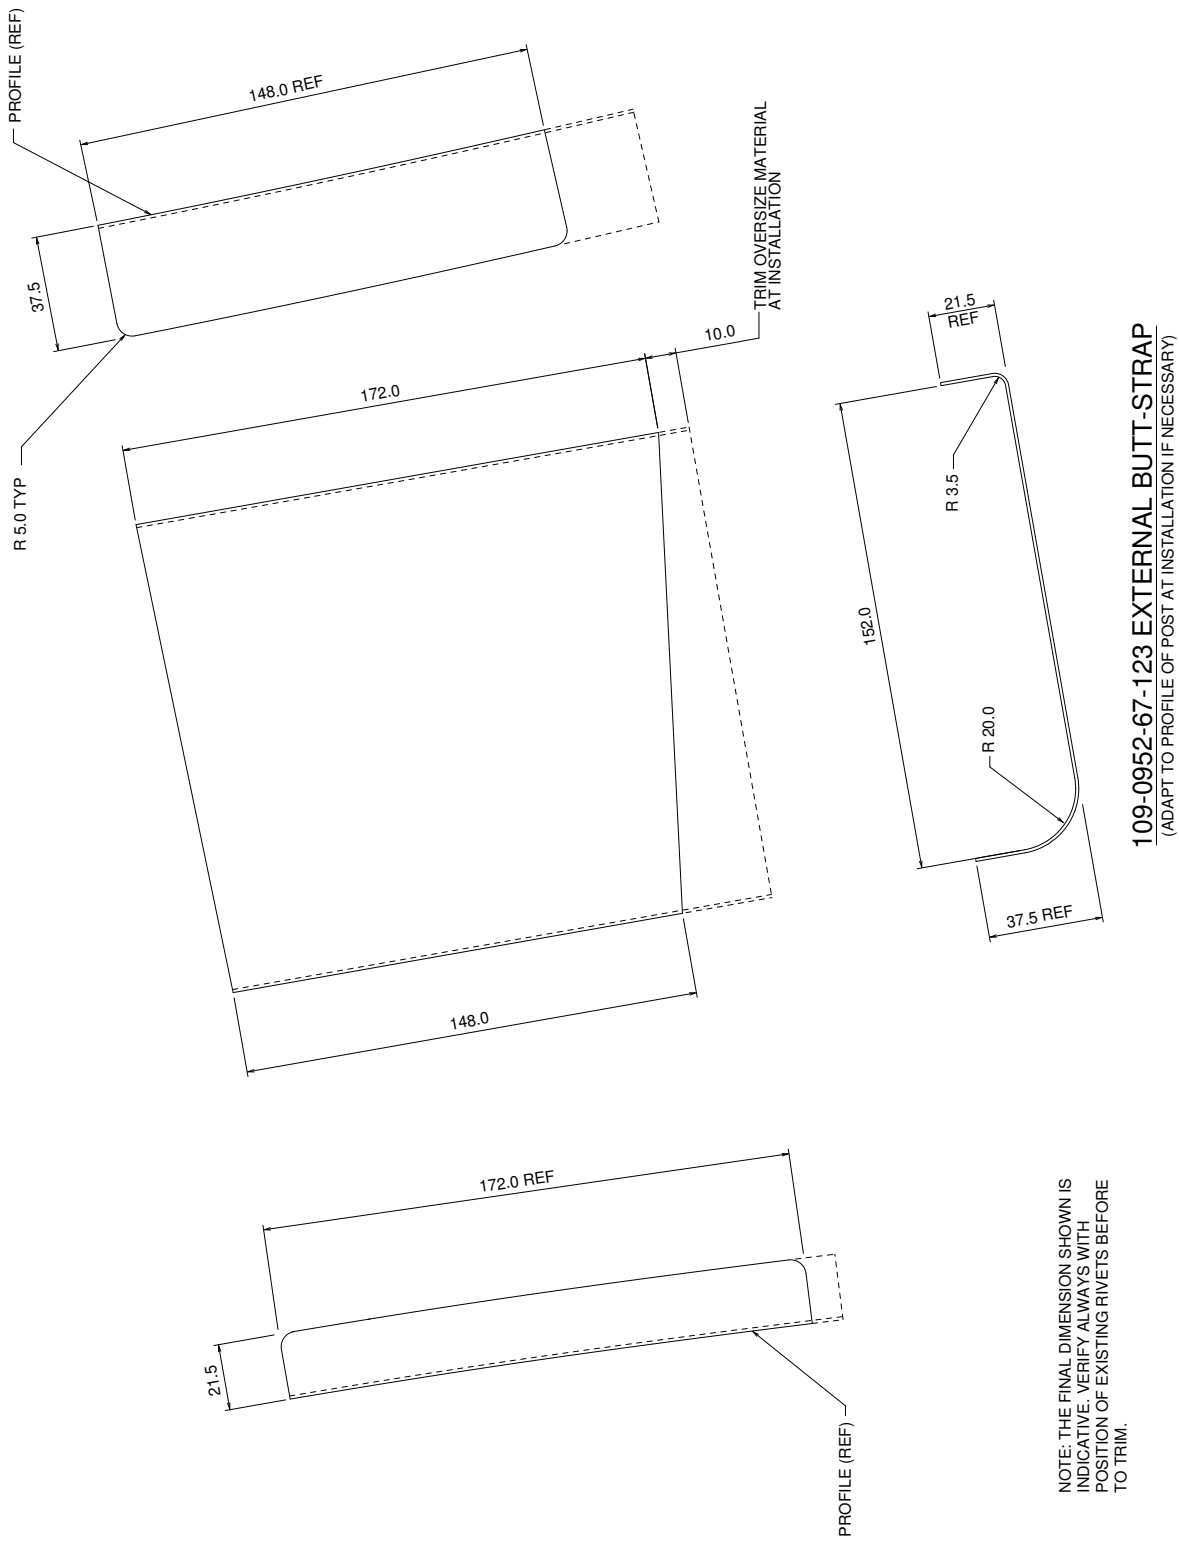 PROFILE (REF)
148.0 REF
37.5
R 5.0 TYP
TRIM OVERSIZE MATERIAL
AT INSTALLATION
10.0
172.0
148.0
172.0 REF
21.5
PROFILE (REF)
21.5
REF
R 3.5
152.0
R 20.0
37.5 REF
109-0952-67-123 EXTERNAL BUTT-STRAP
(ADAPT TO PROFILE OF POST AT INSTALLATION IF NECESSARY)
NOTE: THE FINAL DIMENSION SHOWN IS
INDICATIVE. VERIFY ALWAYS WITH
POSITION OF EXISTING RIVETS BEFORE
TO TRIM.